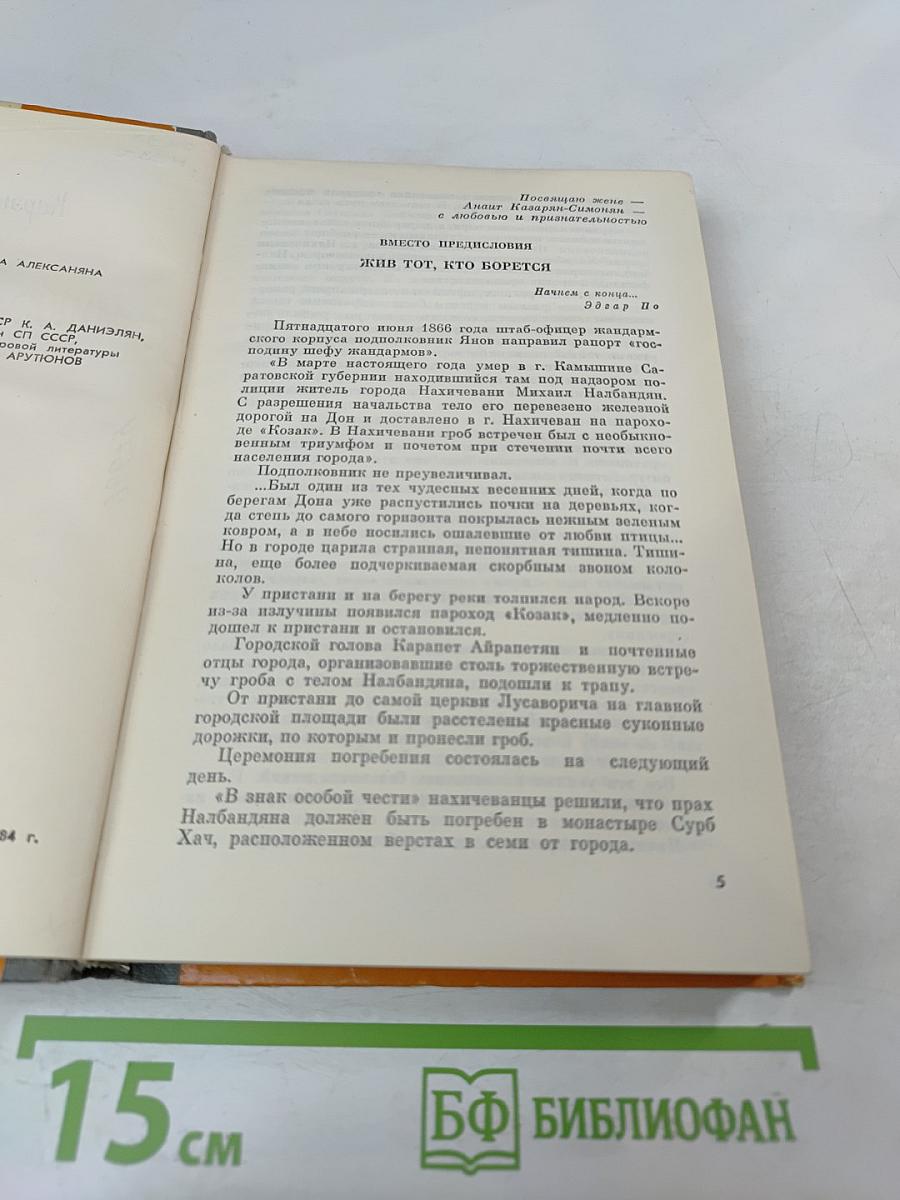 А АЛЕКСАНЯНА
СР К. А. ДАНИЭЛЯН,
н СП СССР,
ровой литературы
АРУТЮНОВ
84 г.
Посвящаю жене —
Анаит Казарян-Симонян —
с любовью и признательностью
ВМЕСТО ПРЕДИСЛОВИЯ
ЖИВ ТОТ, КТО БОРЕТСЯ
Начнем с конца...
Эдгар По
Пятнадцатого июня 1866 года штаб-офицер жандарм-
ского корпуса подполковник Янов направил рапорт «гос-
подину шефу жандармов».
«В марте настоящего года умер в г. Камышине Са-
ратовской губернии находившийся там под надзором по-
лиции житель города Нахичевани Михаил Налбандян.
С разрешения начальства тело его перевезено железной
дорогой на Дон и доставлено в г. Нахичеван на парохо-
де «Козак». В Нахичевани гроб встречен был с необыкно-
венным триумфом и почетом при стечении почти всего
населения города».
Подполковник не преувеличивал.
...Был один из тех чудесных весенних дней, когда по
берегам Дона уже распустились почки на деревьях, ког-
да степь до самого горизонта покрылась нежным зеленым
ковром, а в небе носились ошалевшие от любви птицы...
Но в городе царила странная, непонятная тишина. Тиши-
на, еще более подчеркиваемая скорбным звоном коло-
колов.
У пристани и на берегу реки толпился народ. Вскоре
из-за излучины появился пароход «Козак», медленно по-
дошел к пристани и остановился.
Городской голова Карапет Айрапетян и почтенные
отцы города, организовавшие столь торжественную встре-
чу гроба с телом Налбандяна, подошли к трапу.
От пристани до самой церкви Лусаворича на главной
городской площади были расстелены красные суконные
дорожки, по которым и пронесли гроб.
Церемония погребения состоялась на следующий
день.
«В знак особой чести» нахичеванцы решили, что прах
Налбандяна должен быть погребен в монастыре Сурб
Хач, расположенном верстах в семи от города.
5
15 см
БФ БИБЛИОФАН